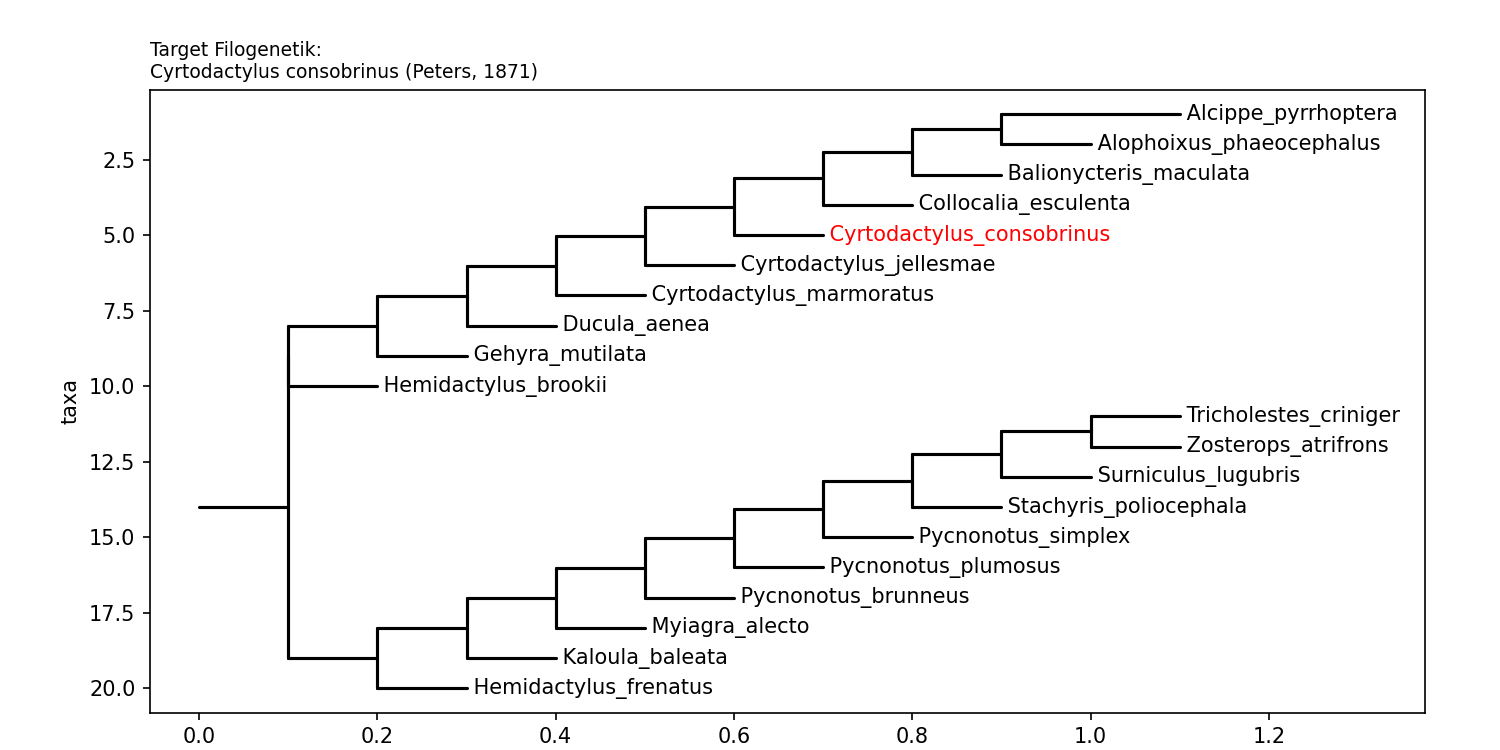 Target Filogenetik:
Cyrtodactylus consobrinus (Peters, 1871)
Alcippe_pyrrhoptera
Alophoixus_phaeocephalus
2.5
Balionycteris_maculata
Collocalia_esculenta
5.0
Cyrtodactylus_consobrinus
Cyrtodactylus_jellesmae
Cyrtodactylus_marmoratus
7.5
Ducula_aenea
Gehyra_mutilata
10.0
Hemidactylus_brookii
taxa
Tricholestes_criniger
Zosterops_atrifrons
12.5
Surniculus_lugubris
Stachyris_poliocephala
15.0
Pycnonotus_simplex
Pycnonotus_plumosus
Pycnonotus_brunneus
17.5
Myiagra_alecto
Kaloula_baleata
20.0
Hemidactylus_frenatus
0.0 0.2 0.4 0.6 0.8 1.0 1.2